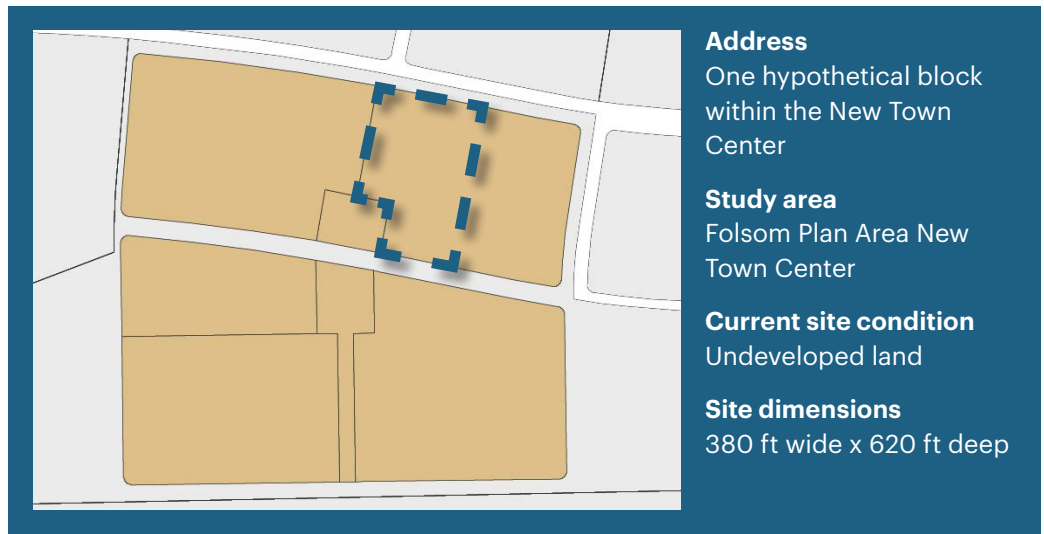 Address
One hypothetical block
within the New Town
Center
Study area
Folsom Plan Area New
Town Center
Current site condition
Undeveloped land
Site dimensions
380 ft wide x 620 ft deep